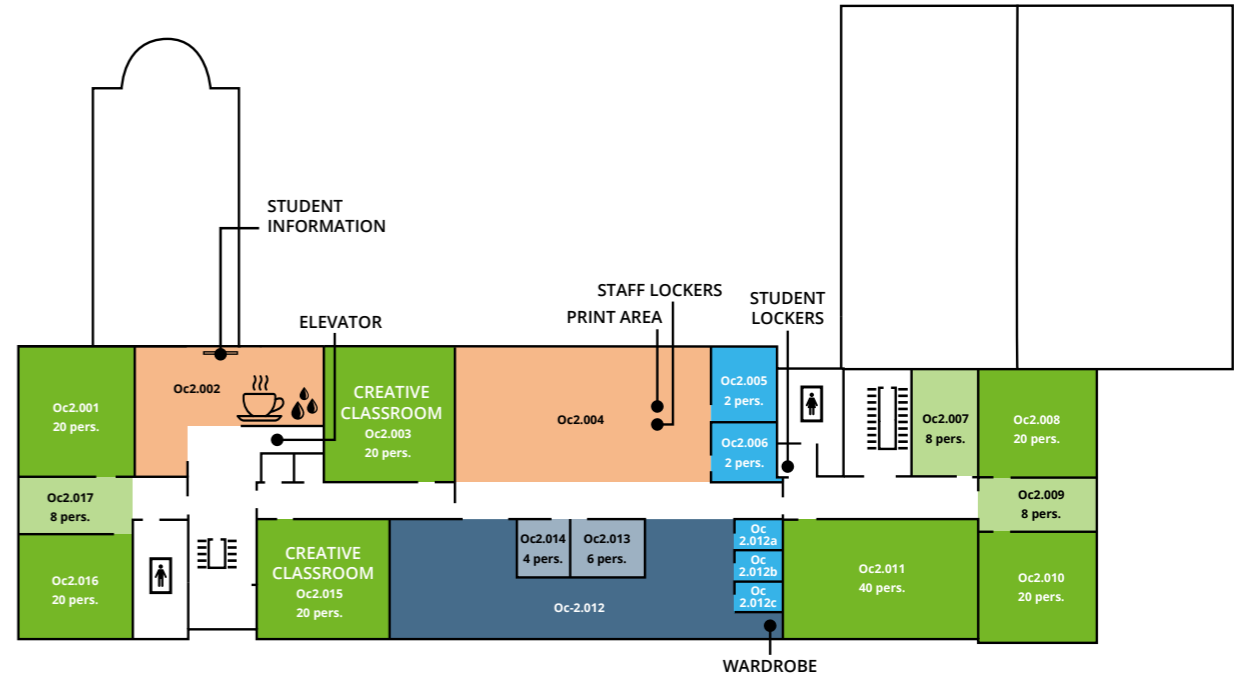 STUDENT
INFORMATION
ELEVATOR
STAFF LOCKERS
PRINT AREA
STUDENT
LOCKERS
Oc2.001
20 pers.
Oc2.002
CREATIVE
CLASSROOM
Oc2.003
20 pers.
Oc2.004
Oc2.005
2 pers.
Oc2.006
2 pers.
Oc2.007
8 pers.
Oc2.008
20 pers.
Oc2.017
8 pers.
Oc2.009
8 pers.
Oc2.016
20 pers.
CREATIVE
CLASSROOM
Oc2.015
20 pers.
Oc2.014
4 pers.
Oc2.013
6 pers.
Oc-2.012
Oc
2.012a
Oc
2.012b
Oc
2.012c
Oc2.011
40 pers.
Oc2.010
20 pers.
WARDROBE